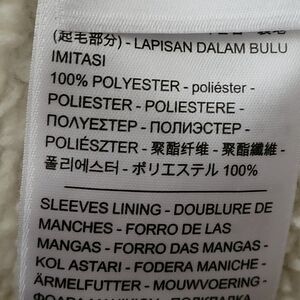 (起毛部分) - LAPISAN DALAM BULU
IMITASI
100% POLYESTER - poliéster -
POLIESTER - POLIESTERE -
ΠΟΛΥΕΣΤΕΡ - ПОЛИЭСТЕР -
POLIÉSZTER - 聚酯纤维 - 聚酯纖維 -
폴리에스터 - ポリエステル 100%
SLEEVES LINING - DOUBLURE DE
MANCHES - FORRO DE LAS
MANGAS - FORRO DAS MANGAS -
KOL ASTARI - FODERA MANICHE -
ÄRMELFUTTER - MOUWVOERING -